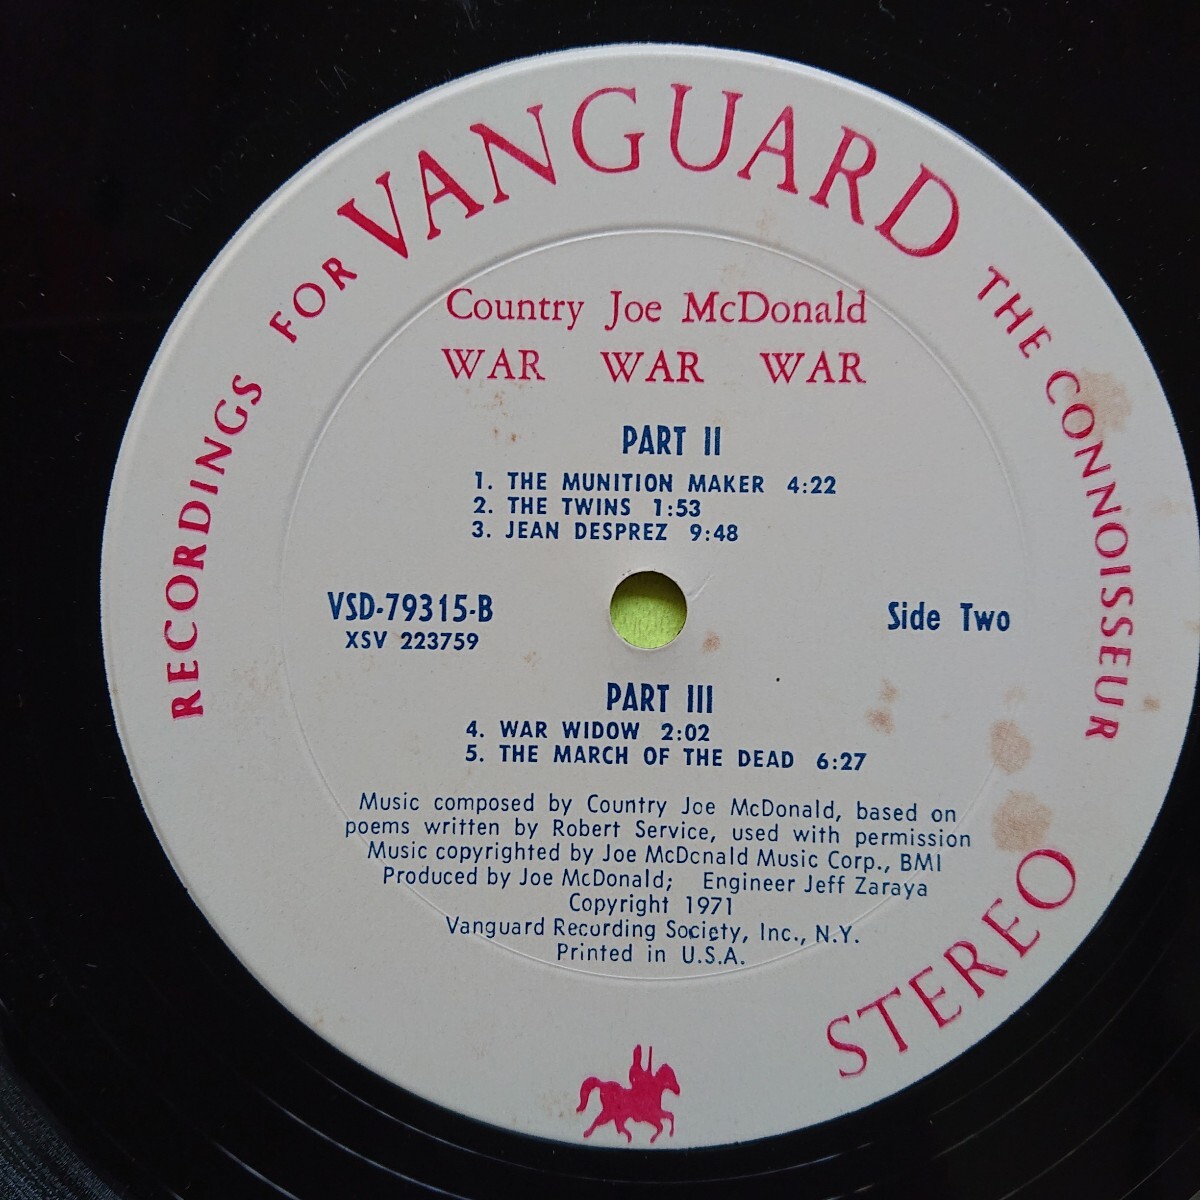 RECORDINGS FOR VANGUARD THE CONNOISSEUR
Country Joe McDonald
WAR WAR WAR
PART II
1. THE MUNITION MAKER 4:22
2. THE TWINS 1:53
3. JEAN DESPREZ 9:48
VSD-79315-B
XSV 223759
Side Two
PART III
4. WAR WIDOW 2:02
5. THE MARCH OF THE DEAD 6:27
Music composed by Country Joe McDonald, based on
poems written by Robert Service, used with permission
Music copyrighted by Joe McDcnald Music Corp., BMI
Produced by Joe McDonald; Engineer Jeff Zaraya
Copyright 1971
Vanguard Recording Society, Inc., N.Y.
Printed in U.S.A.
STEREO